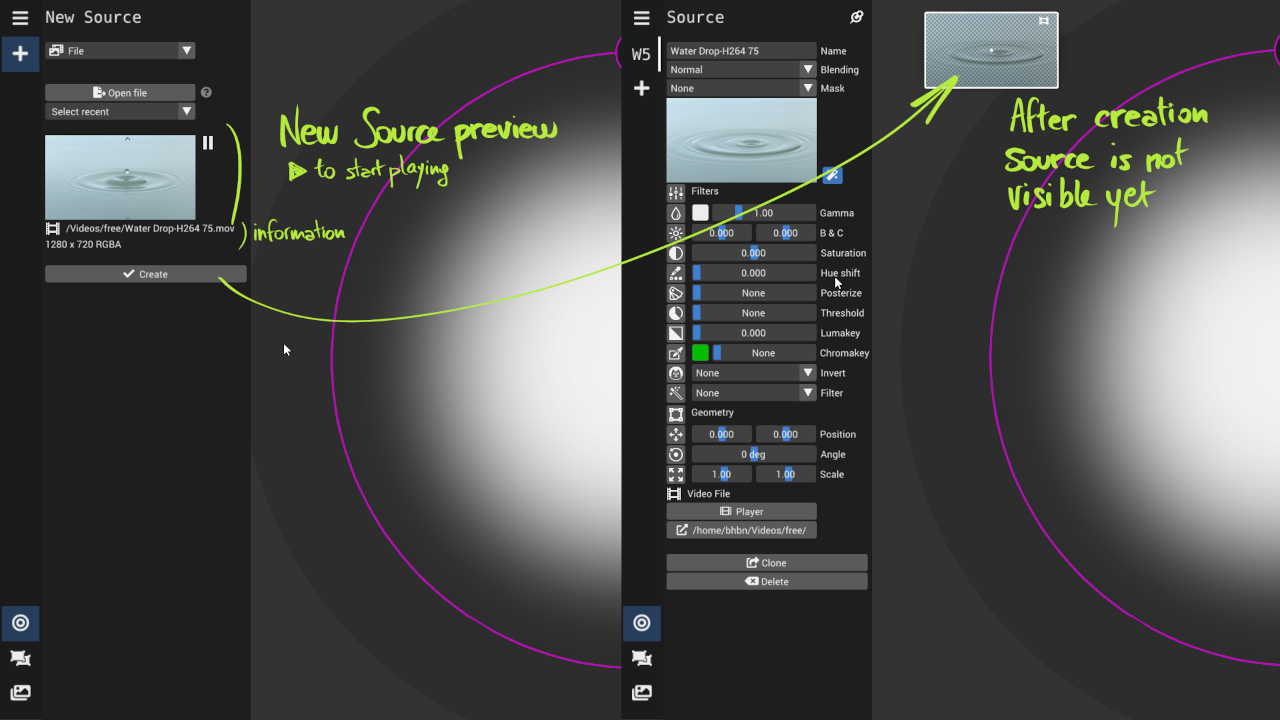 New Source
File
Open file
Select recent
/Videos/free/Water Drop-H264 75.mov
1280 x 720 RGBA
Create
New Source preview
to start playing
information
Source
W5
Water Drop-H264 75 Name
Normal Blending
None Mask
Filters
1.00 Gamma
0.000 0.000 B & C
0.000 Saturation
0.000 Hue shift
None Posterize
None Threshold
0.000 Lumakey
None Chromakey
None Invert
None Filter
Geometry
0.000 0.000 Position
0 deg Angle
1.00 1.00 Scale
Video File
Player
/home/bhbn/Videos/free/
Clone
Delete
After creation
source is not
visible yet